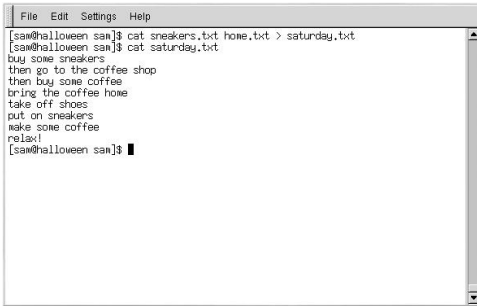 File Edit Settings Help
[sam@halloween sam]$ cat sneakers.txt home.txt > saturday.txt
[sam@halloween sam]$ cat saturday.txt
buy some sneakers
then go to the coffee shop
then buy some coffee
bring the coffee home
take off shoes
put on sneakers
make some coffee
relax!
[sam@halloween sam]$